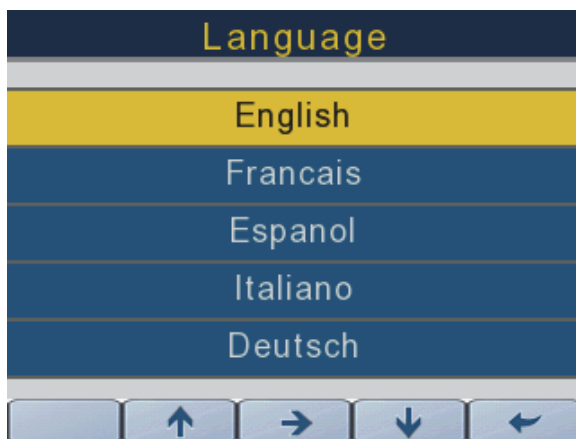 Language
English
Francais
Espanol
Italiano
Deutsch